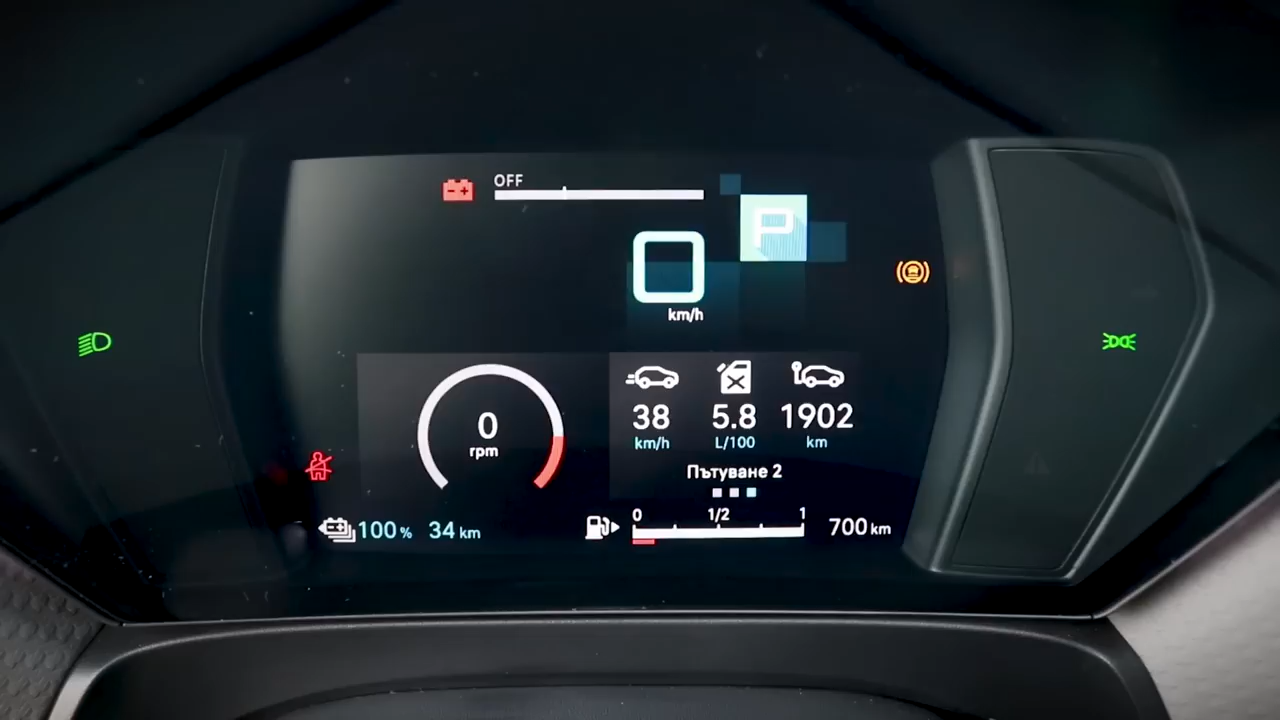 OFF
P
0
km/h
0
rpm
38 5.8 1902
km/h L/100 km
Пътуване 2
0 1/2 1
100 % 34 km
700 km